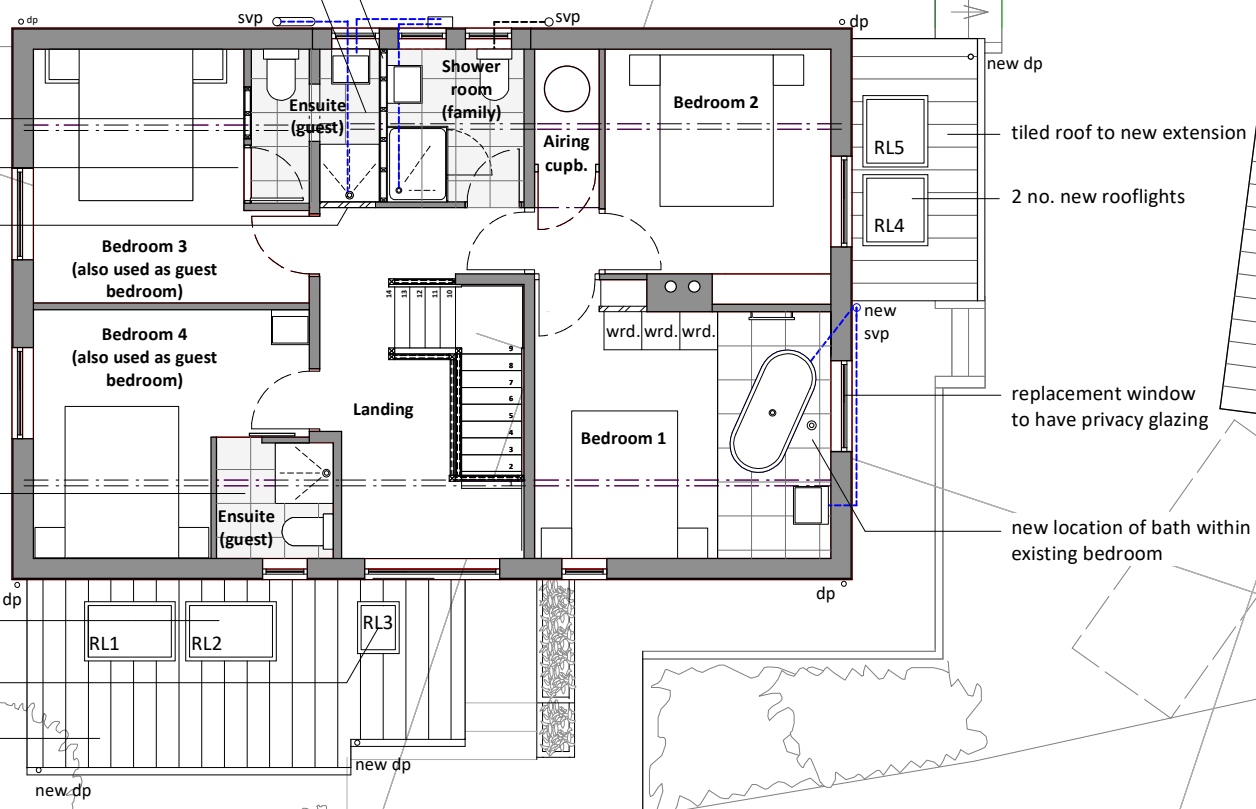 dp
svp
svp
dp
new dp
Shower
room
(family)
Ensuite
(guest)
Bedroom 2
Airing
cupb.
RL5
tiled roof to new extension
RL4
2 no. new rooflights
Bedroom 3
(also used as guest
bedroom)
14 13 12 11 10
new
svp
Bedroom 4
(also used as guest
bedroom)
wrd. wrd. wrd.
9
8
7
6
5
4
3
2
1
Landing
replacement window
to have privacy glazing
Bedroom 1
Ensuite
(guest)
new location of bath within
existing bedroom
dp
dp
RL1
RL2
RL3
new dp
new dp